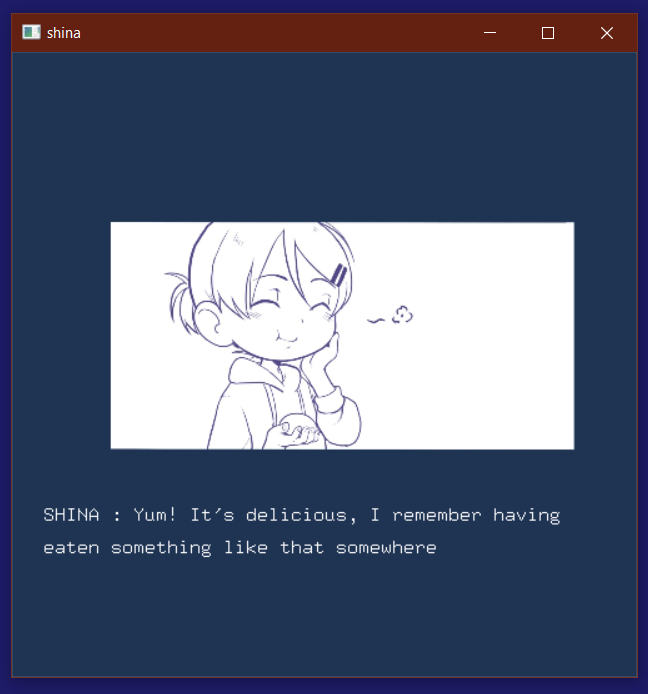 shina
SHINA : Yum! It's delicious, I remember having
eaten something like that somewhere